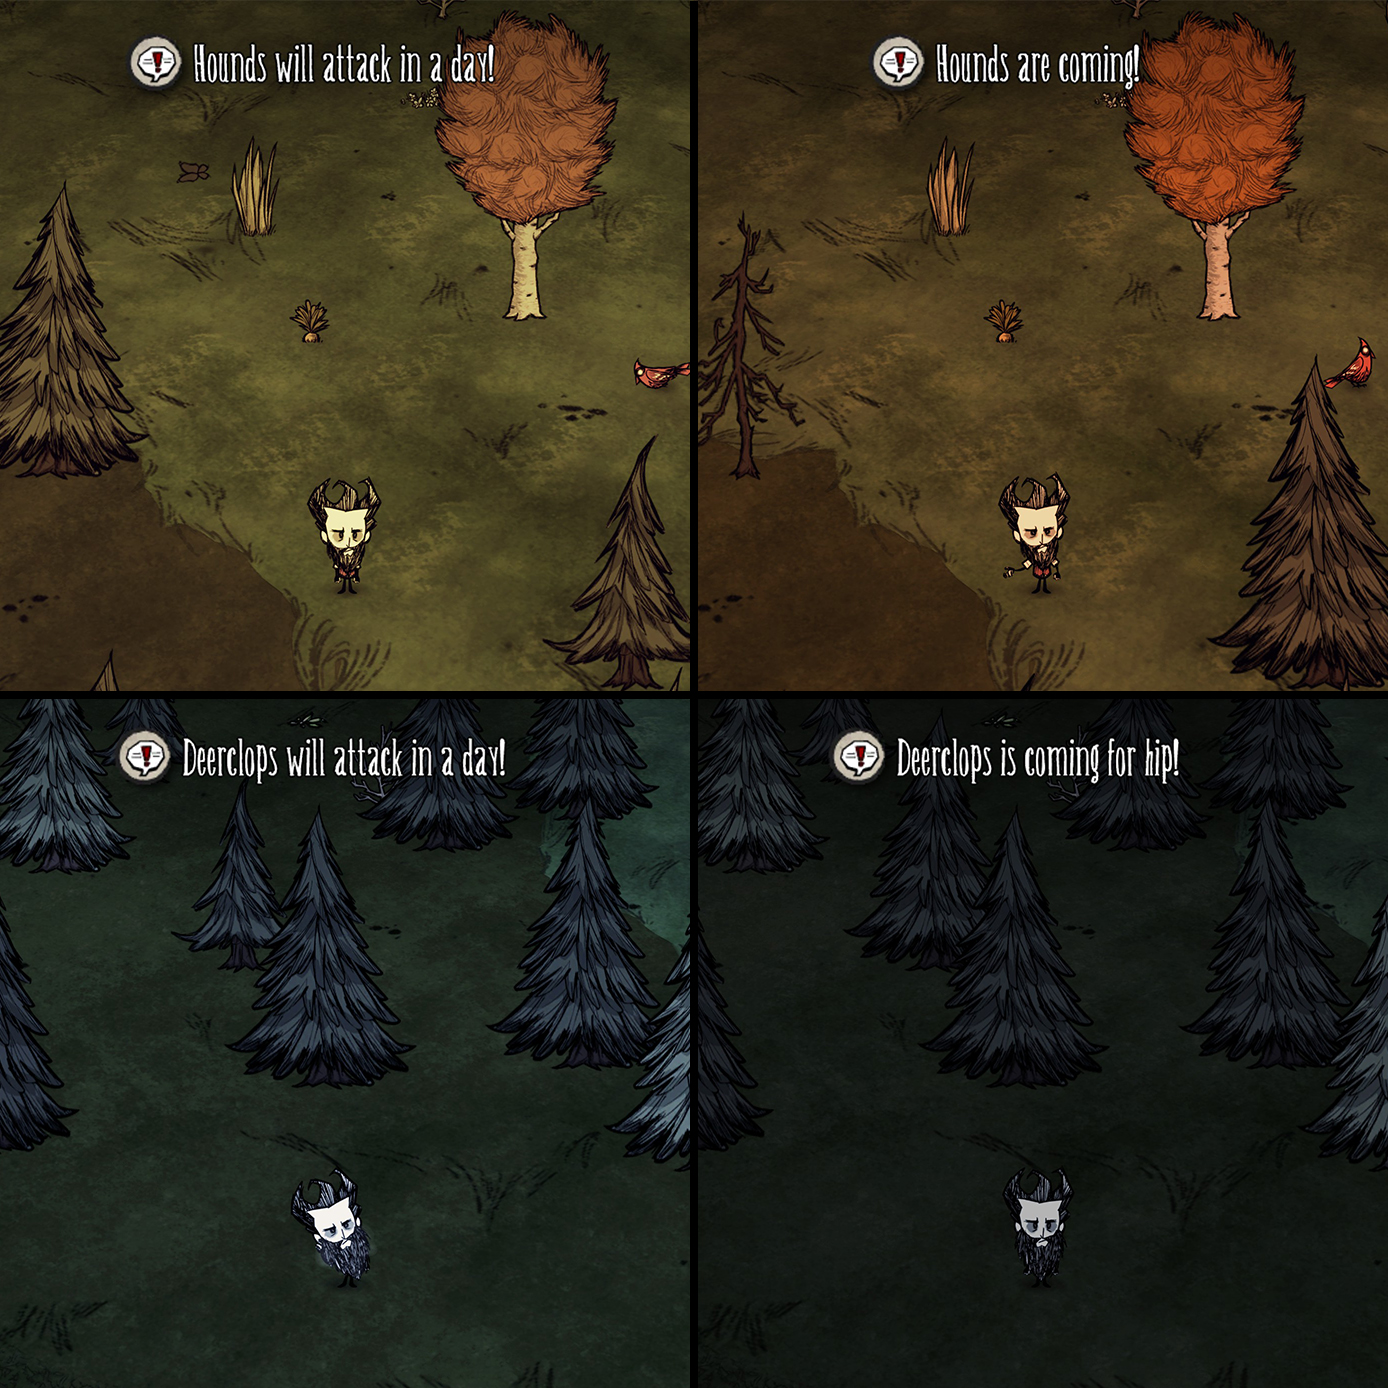 Hounds will attack in a day!
Hounds are coming!
Deerclops will attack in a day!
Deerclops is coming for hip!